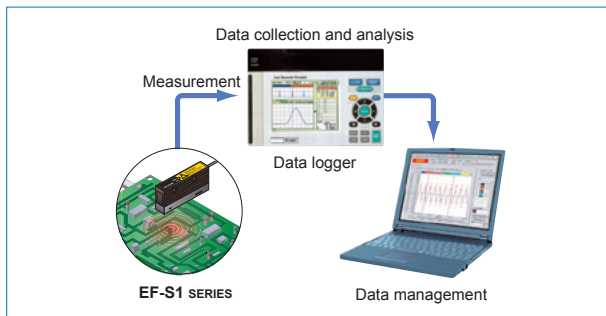 Data collection and analysis
Measurement
Data logger
EF-S1 SERIES
Data management